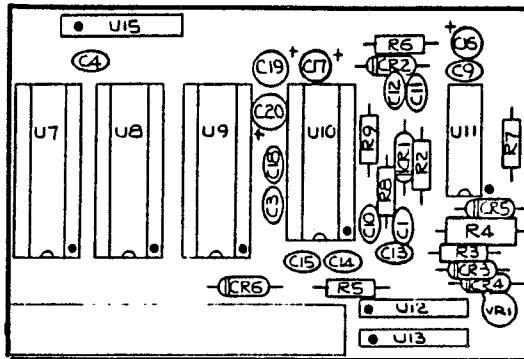 U15
C4
C19
+
C17
+
R6
CR2
+
C16
C9
C12
C11
U7
U8
U9
C20
+
U10
R9
CR1
R2
U11
R7
C18
C3
R8
C10
C1
CR5
R4
C15
C14
C13
R3
CR3
CR4
CR6
R5
U12
VR1
U13